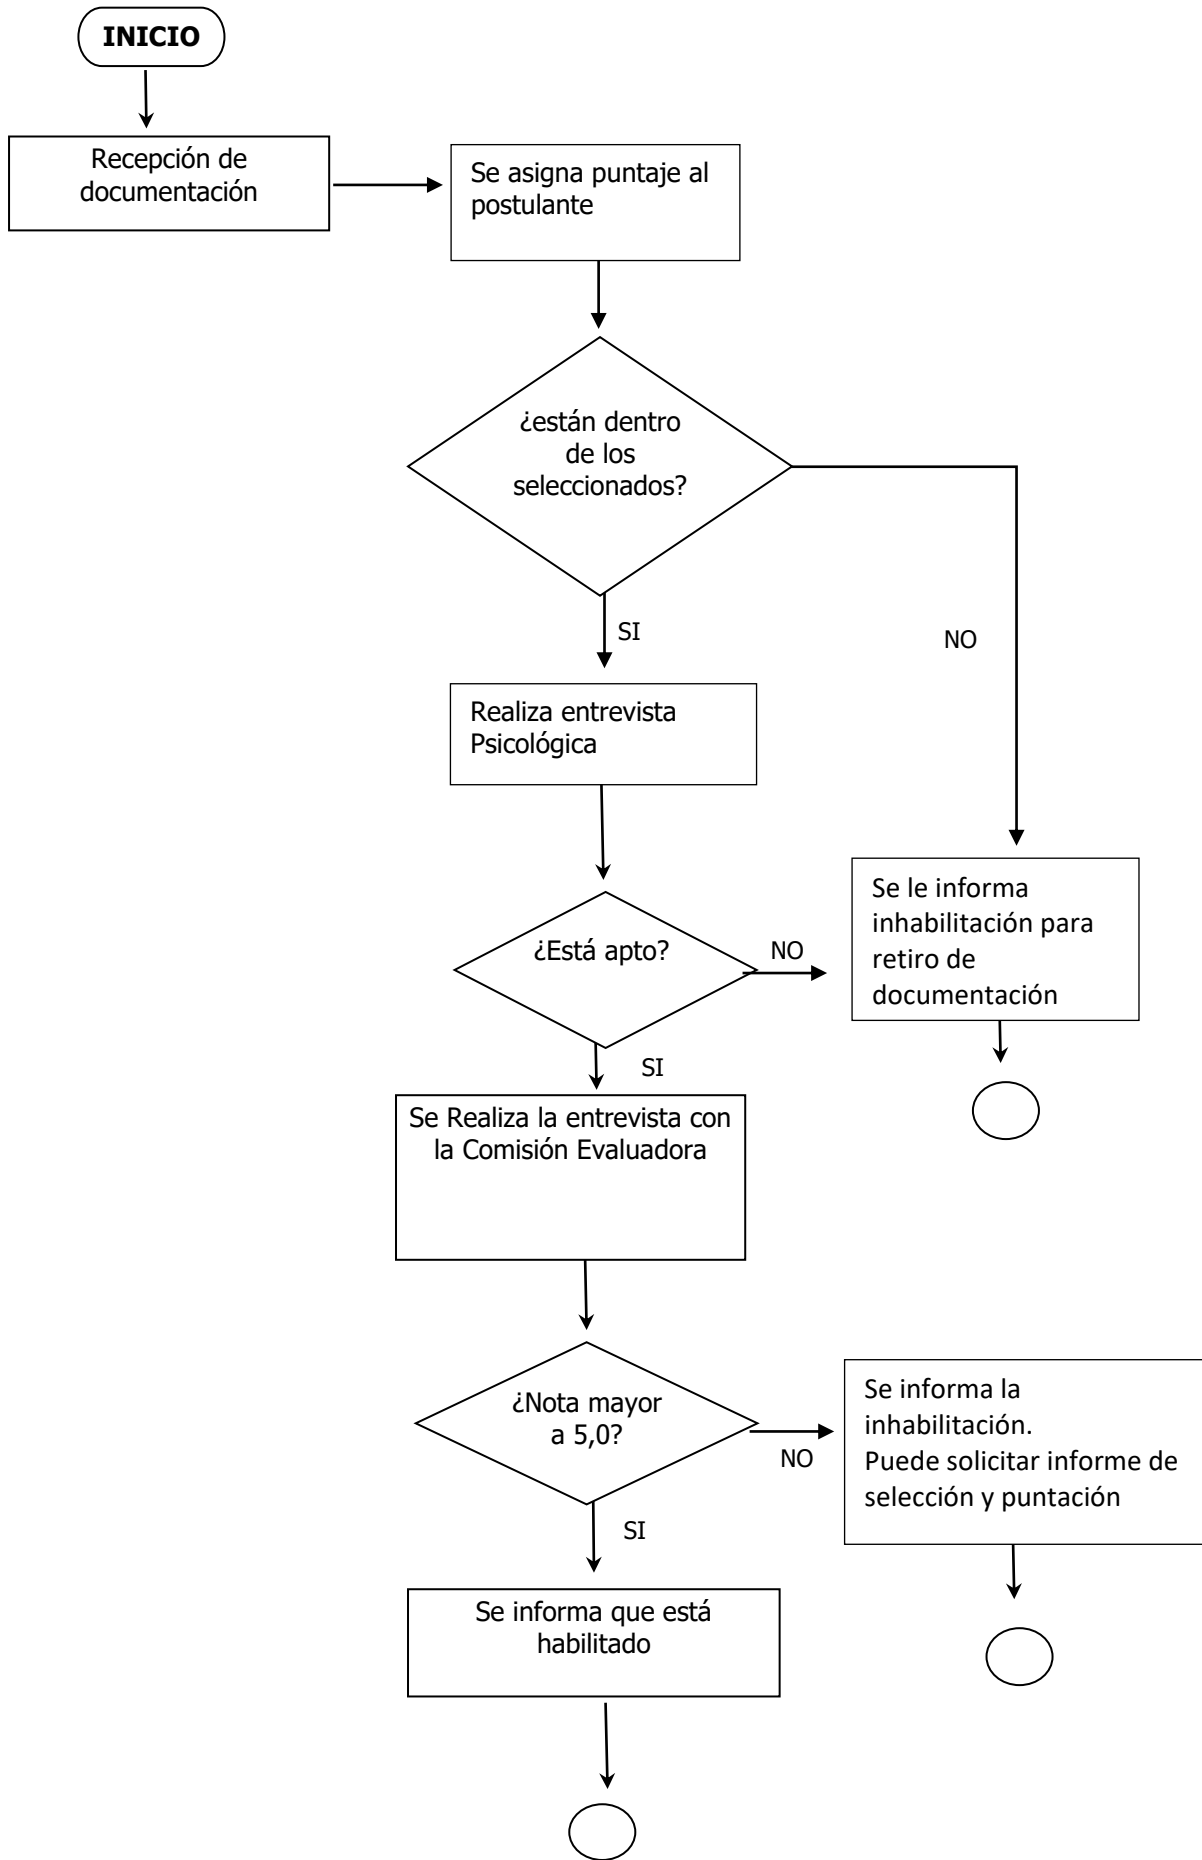 INICIO
Recepción de
documentación
Se asigna puntaje al
postulante
¿están dentro
de los
seleccionados?
SI
NO
Realiza entrevista
Psicológica
¿Está apto?
NO
Se le informa
inhabilitación para
retiro de
documentación
SI
Se Realiza la entrevista con
la Comisión Evaluadora
¿Nota mayor
a 5,0?
NO
Se informa la
inhabilitación.
Puede solicitar informe de
selección y puntación
SI
Se informa que está
habilitado